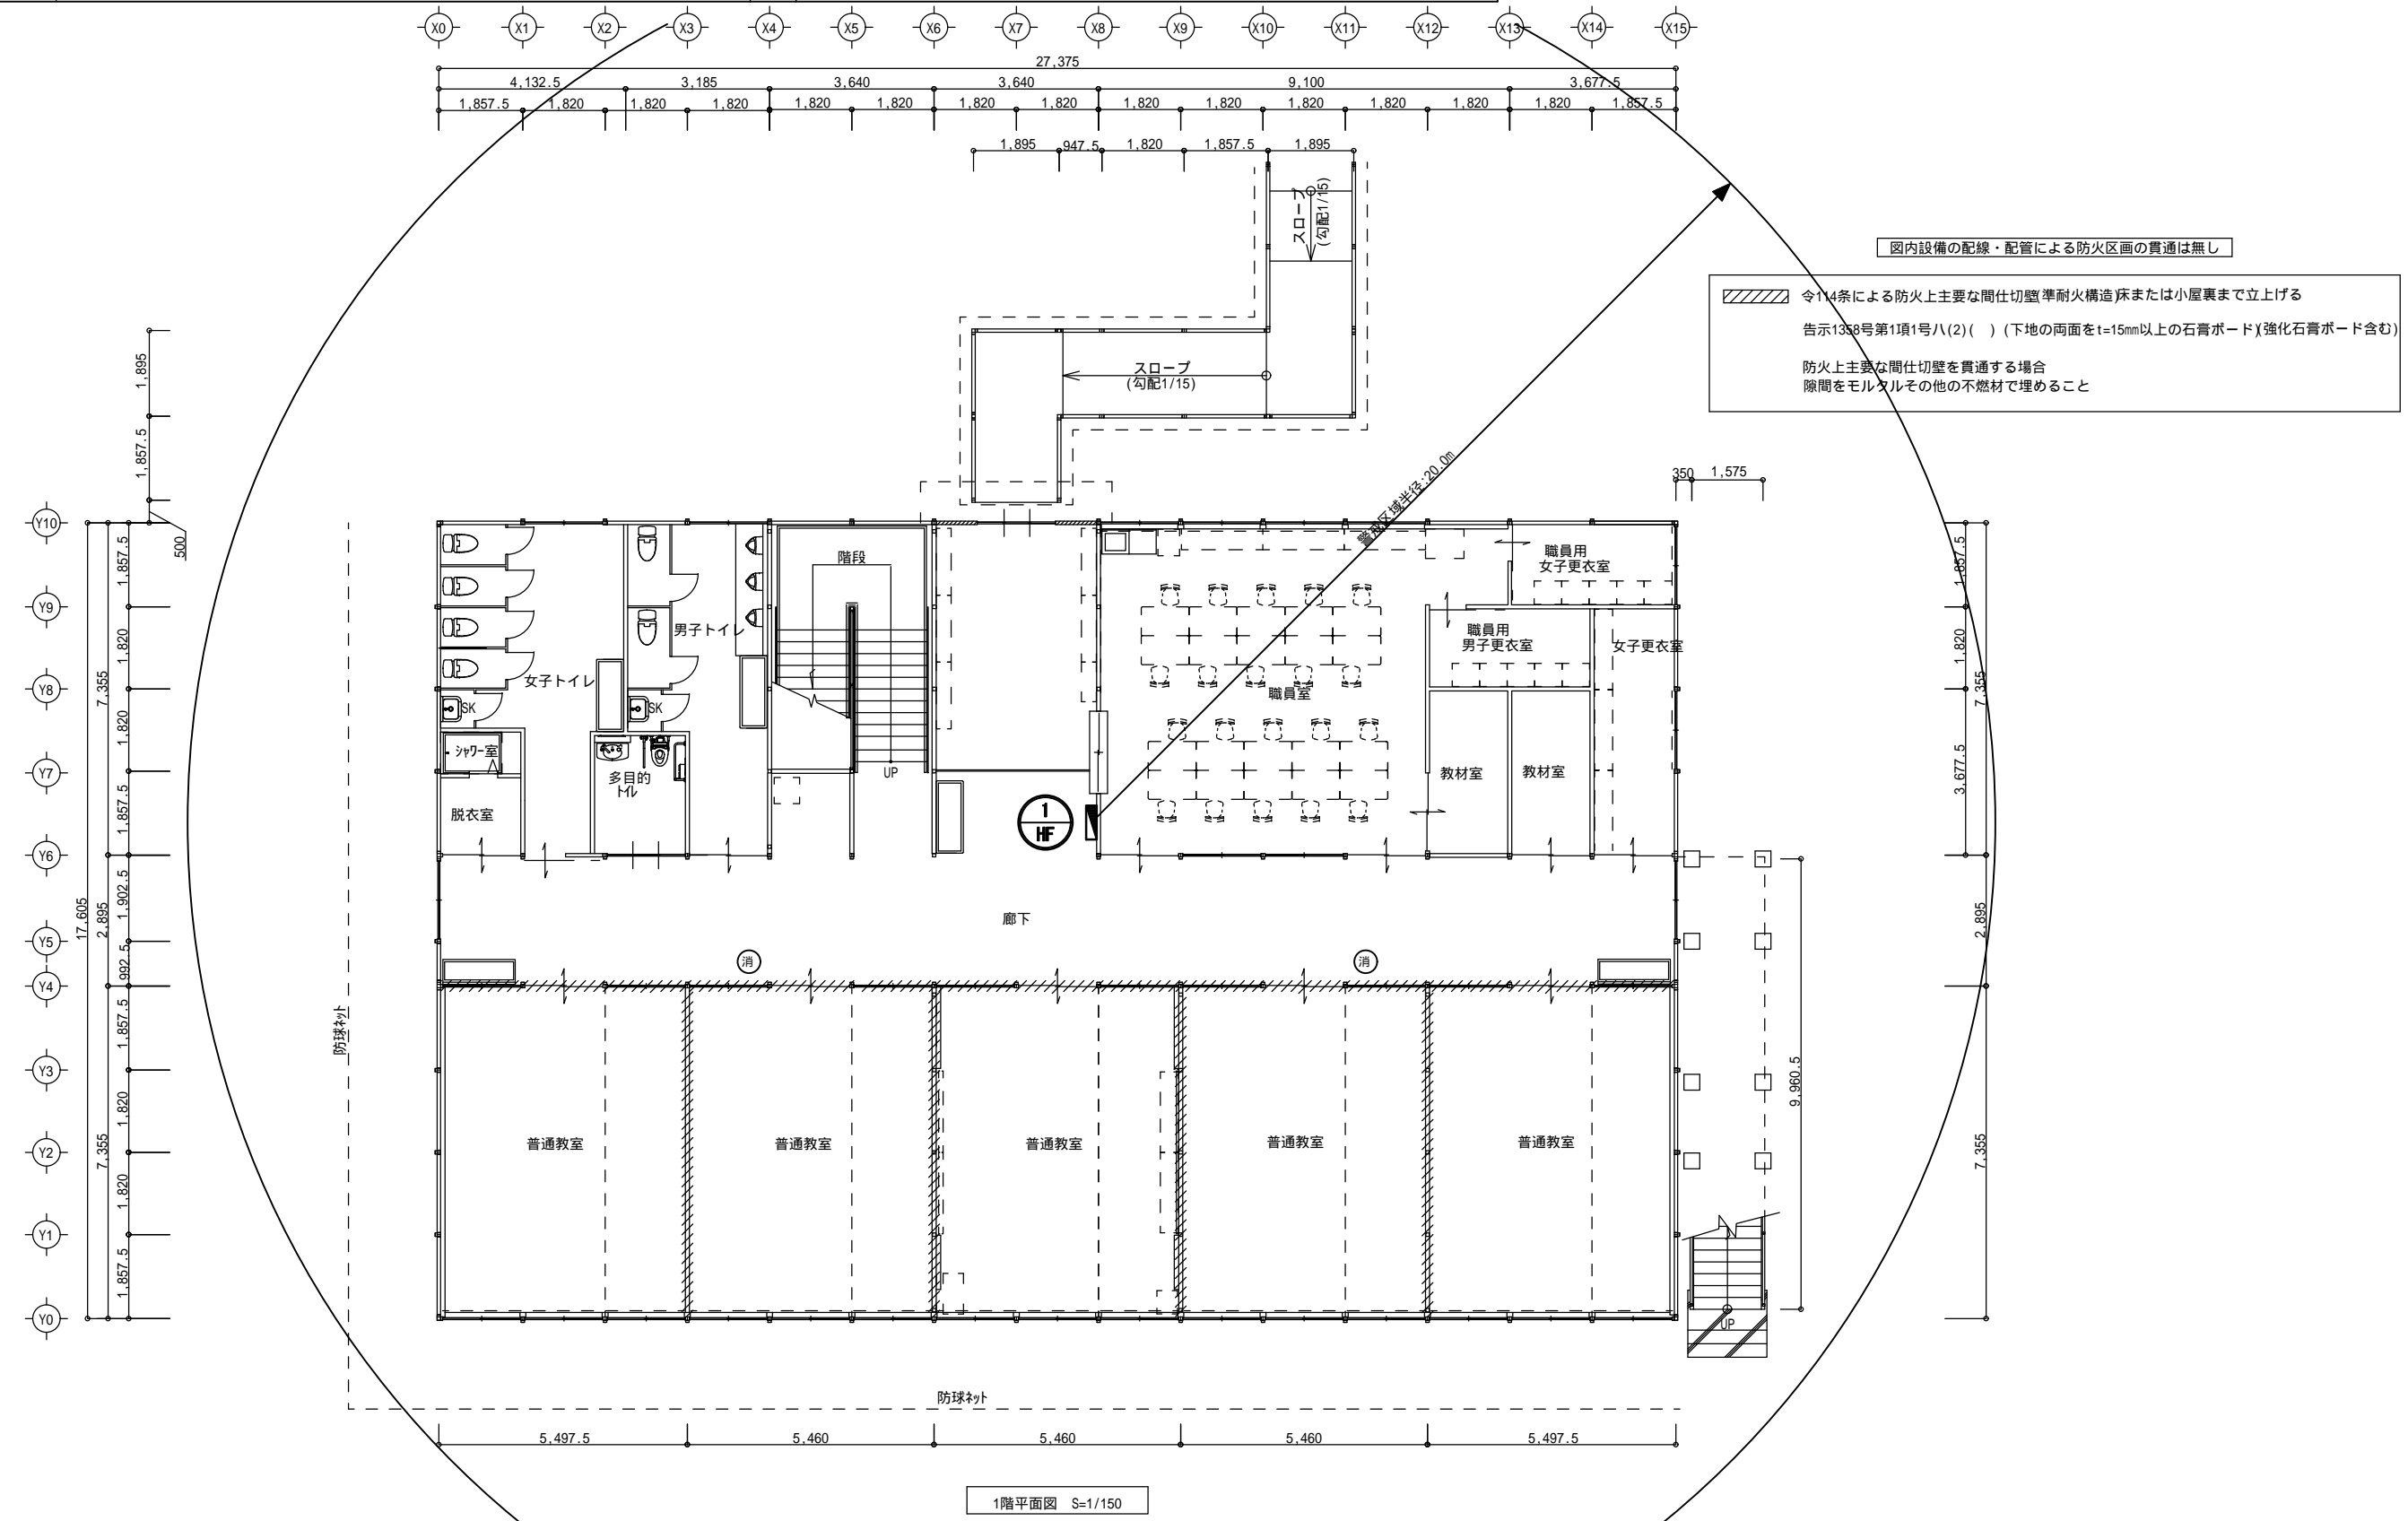 X0 X1 X2 X3 X4 X5 X6 X7 X8 X9 X10 X11 X12 X13 X14 X15
27,375
4,132.5 3,185 3,640 3,640 9,100 3,677.5
1,857.5 1,820 1,820 1,820 1,820 1,820 1,820 1,820 1,820 1,820 1,820 1,820 1,820 1,820 1,857.5
1,895 947.5 1,820 1,857.5 1,895
スロープ
(勾配1/15)
図内設備の配線・配管による防火区画の貫通は無し
令114条による防火上主要な間仕切壁(準耐火構造)床または小屋裏まで立上げる
告示1358号第1項1号ハ(2)( ) (下地の両面をt=15mm以上の石膏ボード)(強化石膏ボード含む)
防火上主要な間仕切壁を貫通する場合
隙間をモルタルその他の不燃材で埋めること
スロープ
(勾配1/15)
警戒区域半径:20.0m
350 1,575
1,895
1,857.5
500
Y10
Y9
Y8
Y7
Y6
Y5
Y4
Y3
Y2
Y1
Y0
17,605
7,355
2,895
7,355
1,857.5
1,820
1,820
1,857.5
1,902.5
992.5
1,857.5
1,820
1,820
1,857.5
階段
UP
男子トイレ
女子トイレ
SK
SK
シャワー室
脱衣室
多目的
トイレ
職員室
職員用
女子更衣室
職員用
男子更衣室
女子更衣室
教材室
教材室
1
HF
廊下
消
消
普通教室
普通教室
普通教室
普通教室
普通教室
1,857.5
1,820
3,677.5
7,355
2,895
7,355
9,960.5
UP
防球ネット
防球ネット
5,497.5 5,460 5,460 5,460 5,497.5
1階平面図 S=1/150